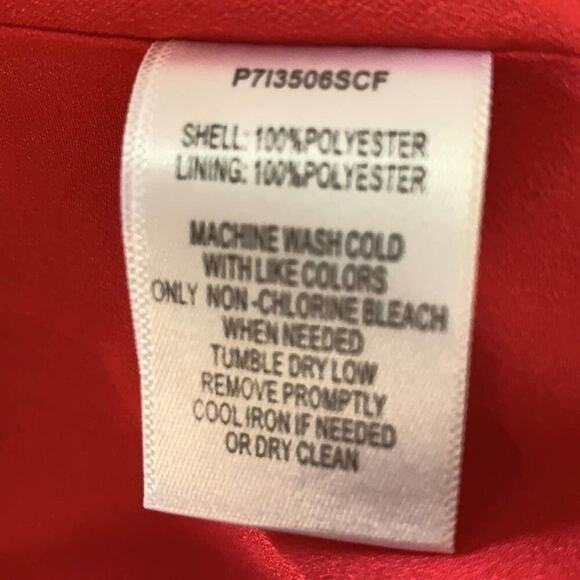 P7I3506SCF
SHELL: 100%POLYESTER
LINING: 100%POLYESTER
MACHINE WASH COLD
WITH LIKE COLORS
ONLY NON-CHLORINE BLEACH
WHEN NEEDED
TUMBLE DRY LOW
REMOVE PROMPTLY
COOL IRON IF NEEDED
OR DRY CLEAN